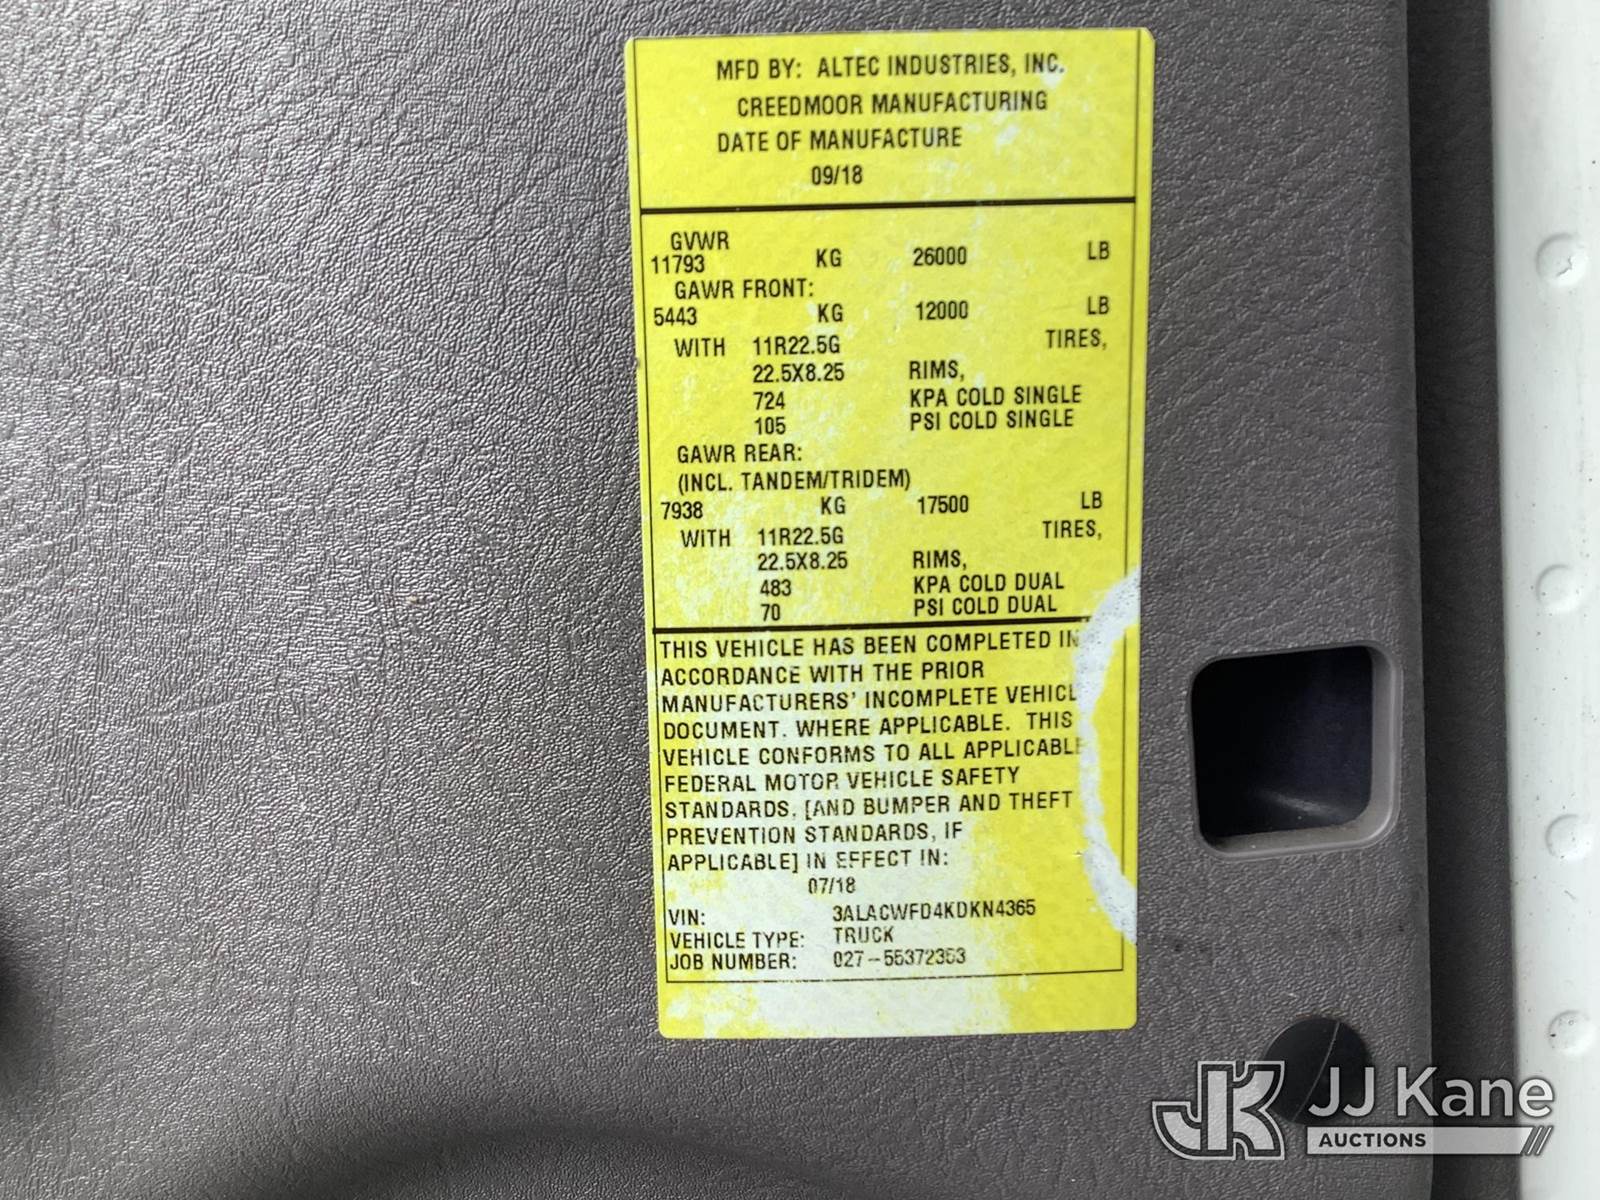 MFD BY: ALTEC INDUSTRIES, INC.
CREEDMOOR MANUFACTURING
DATE OF MANUFACTURE
09/18
GVWR
11793 KG 26000 LB
GAWR FRONT:
5443 KG 12000 LB
WITH 11R22.5G TIRES,
22.5X8.25 RIMS,
724 KPA COLD SINGLE
105 PSI COLD SINGLE
GAWR REAR:
(INCL. TANDEM/TRIDEM)
7938 KG 17500 LB
WITH 11R22.5G TIRES,
22.5X8.25 RIMS,
483 KPA COLD DUAL
70 PSI COLD DUAL
THIS VEHICLE HAS BEEN COMPLETED IN
ACCORDANCE WITH THE PRIOR
MANUFACTURERS' INCOMPLETE VEHICL
DOCUMENT. WHERE APPLICABLE. THIS
VEHICLE CONFORMS TO ALL APPLICABLE
FEDERAL MOTOR VEHICLE SAFETY
STANDARDS, [AND BUMPER AND THEFT
PREVENTION STANDARDS, IF
APPLICABLE] IN EFFECT IN:
07/18
VIN: 3ALACWFD4KDKN4365
VEHICLE TYPE: TRUCK
JOB NUMBER:
JK JJ Kane
AUCTIONS